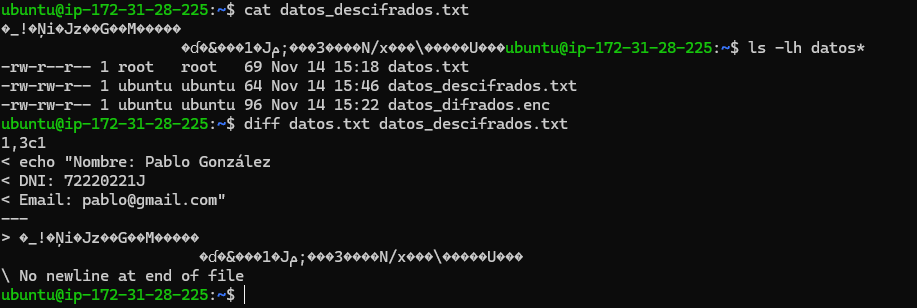 ubuntu@ip-172-31-28-225:~$ cat datos_descifrados.txt
�_!�Ņi�Jz��G��M�����
�ɗ�&���1�Jم;���3����N/x���\�����U���ubuntu@ip-172-31-28-225:~$ ls -lh datos*
-rw-r--r-- 1 root   root   69 Nov 14 15:18 datos.txt
-rw-rw-r-- 1 ubuntu ubuntu 64 Nov 14 15:46 datos_descifrados.txt
-rw-rw-r-- 1 ubuntu ubuntu 96 Nov 14 15:22 datos_difrados.enc
ubuntu@ip-172-31-28-225:~$ diff datos.txt datos_descifrados.txt
1,3c1
< echo "Nombre: Pablo González
< DNI: 72220221J
< Email: pablo@gmail.com"
---
> �_!�Ņi�Jz��G��M�����
�ɗ�&���1�Jم;���3����N/x���\�����U���
\ No newline at end of file
ubuntu@ip-172-31-28-225:~$